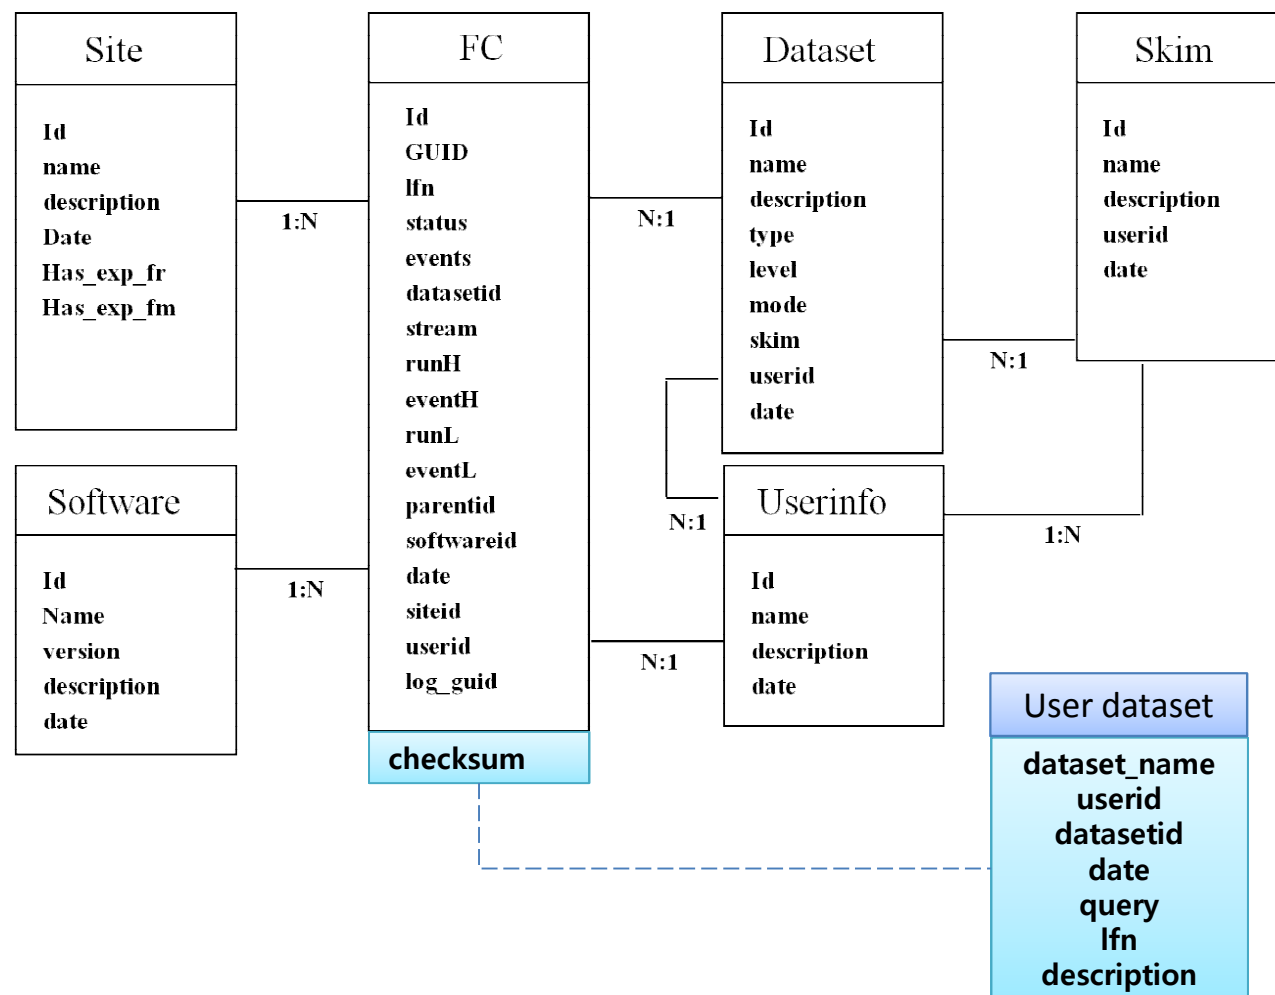 Site
Id
name
description
Date
Has_exp_fr
Has_exp_fm
1:N
FC
Id
GUID
lfn
status
events
datasetid
stream
runH
eventH
runL
eventL
parentid
softwareid
date
siteid
userid
log_guid
checksum
N:1
Dataset
Id
name
description
type
level
mode
skim
userid
date
N:1
Skim
Id
name
description
userid
date
Software
Id
Name
version
description
date
1:N
N:1
Userinfo
Id
name
description
date
1:N
N:1
User dataset
dataset_name
userid
datasetid
date
query
lfn
description